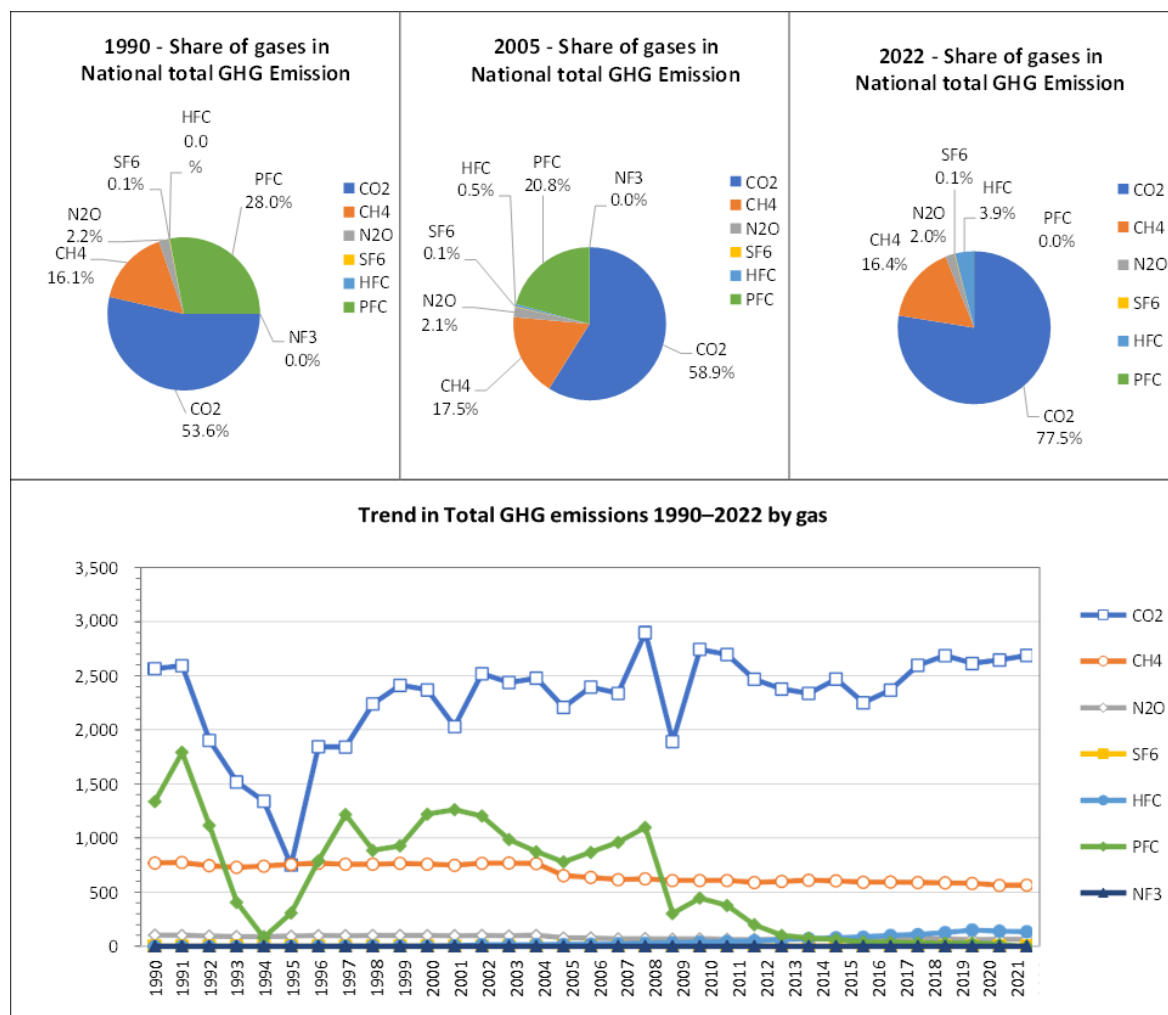 1990 - Share of gases in
National total GHG Emission
HFC
0.0
%
SF6
0.1%
PFC
28.0%
N2O
2.2%
CH4
16.1%
NF3
0.0%
CO2
53.6%
CO2
CH4
N2O
SF6
HFC
PFC
2005 - Share of gases in
National total GHG Emission
HFC
0.5%
PFC
20.8%
NF3
0.0%
SF6
0.1%
N2O
2.1%
CH4
17.5%
CO2
58.9%
CO2
CH4
N2O
SF6
HFC
PFC
2022 - Share of gases in
National total GHG Emission
SF6
0.1%
HFC
3.9%
PFC
0.0%
N2O
2.0%
CH4
16.4%
CO2
77.5%
CO2
CH4
N2O
SF6
HFC
PFC
Trend in Total GHG emissions 1990–2022 by gas
3,500
3,000
2,500
2,000
1,500
1,000
500
0
1990
1991
1992
1993
1994
1995
1996
1997
1998
1999
2000
2001
2002
2003
2004
2005
2006
2007
2008
2009
2010
2011
2012
2013
2014
2015
2016
2017
2018
2019
2020
2021
CO2
CH4
N2O
SF6
HFC
PFC
NF3